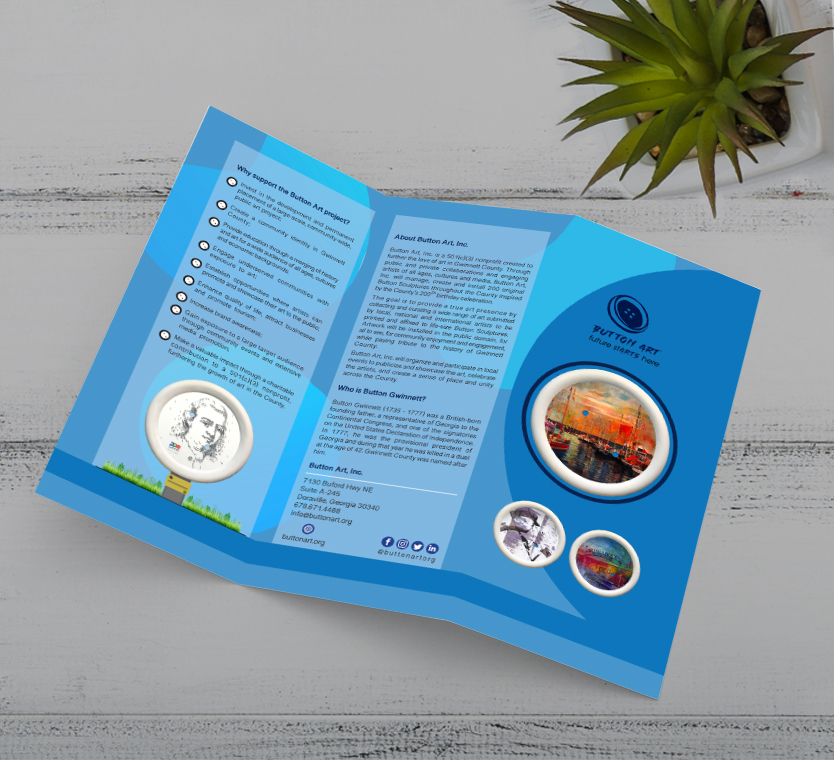 Why support the Button Art project?
Invest in the development and permanent
placement of a large scale, community-wide,
public art project;
Create a community identity in Gwinnett
County;
Provide education through a merging of history
and art for a wide audience of all ages, cultures
and economic backgrounds.
Engage underserved communities with
exposure to art.
Establish opportunities where artists can
promote and showcase their art to the public,
Enhance quality of life, attract businesses
and promote tourism;
Increase brand awareness;
Gain exposure to a large target audience
through community events and extensive
media promotion.
Make a valuable impact through a charitable
contribution to a 501(c)(3) nonprofit,
furthering the growth of art in the County.
About Button Art, Inc.
Button Art, Inc. is a 501(c)(3) nonprofit created to
further the love of art in Gwinnett County. Through
public and private collaborations and engaging
artists of all ages, cultures and media, Button Art,
Inc. will manage, create and install 200 original
Button Sculptures throughout the County inspired
by the County's 200th birthday celebration.
The goal is to provide a true art presence by
collecting and curating a wide range of art submitted
by local, national and international artists to be
printed and affixed to life-size Button Sculptures.
Artwork will be installed in the public domain, for
all to see, for community enjoyment and engagement,
while paying tribute to the history of Gwinnett
County.
Button Art, Inc. will organize and participate in local
events to publicize and showcase the art, celebrate
the artists, and create a sense of place and unity
across the County.
Who is Button Gwinnett?
Button Gwinnett (1735 - 1777) was a British-born
founding father, a representative of Georgia to the
Continental Congress, and one of the signatories
on the United States Declaration of Independence.
In 1777, he was the provisional president of
Georgia and during that year he was killed in a duel
at the age of 42. Gwinnett County was named after
him.
Button Art, Inc.
7130 Buford Hwy NE
Suite A-245
Doraville, Georgia 30340
678.871.4488
info@buttonart.org
buttonart.org
@buttonartorg
BUTTON ART
future STARTS here